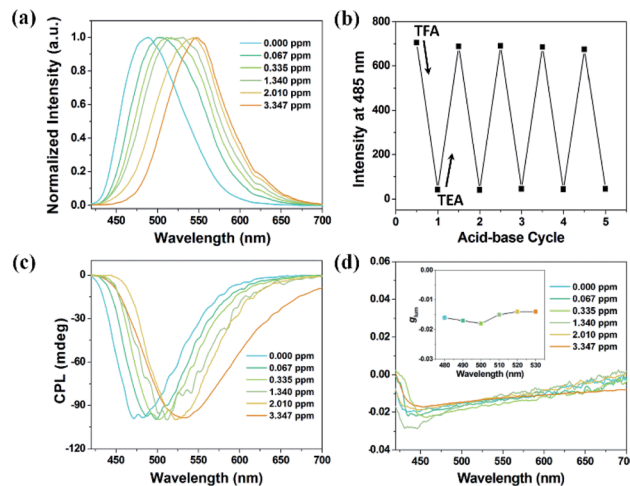 (a)
Normalized Intensity (a.u.)
1.0
0.8
0.6
0.4
0.2
0.0
0.000 ppm
0.067 ppm
0.335 ppm
1.340 ppm
2.010 ppm
3.347 ppm
450 500 550 600 650 700
Wavelength (nm)
(b)
Intensity at 485 nm
800
600
400
200
0
TFA
TEA
0 1 2 3 4 5
Acid-base Cycle
(c)
CPL (mdeg)
0
-30
-60
-90
-120
0.000 ppm
0.067 ppm
0.335 ppm
1.340 ppm
2.010 ppm
3.347 ppm
450 500 550 600 650 700
Wavelength (nm)
(d)
0.06
0.04
0.02
0.00
-0.02
-0.04
glum
0.00
-0.01
-0.02
-0.03
480 490 500 510 520 530
Wavelength (nm)
0.000 ppm
0.067 ppm
0.335 ppm
1.340 ppm
2.010 ppm
3.347 ppm
450 500 550 600 650 700
Wavelength (nm)